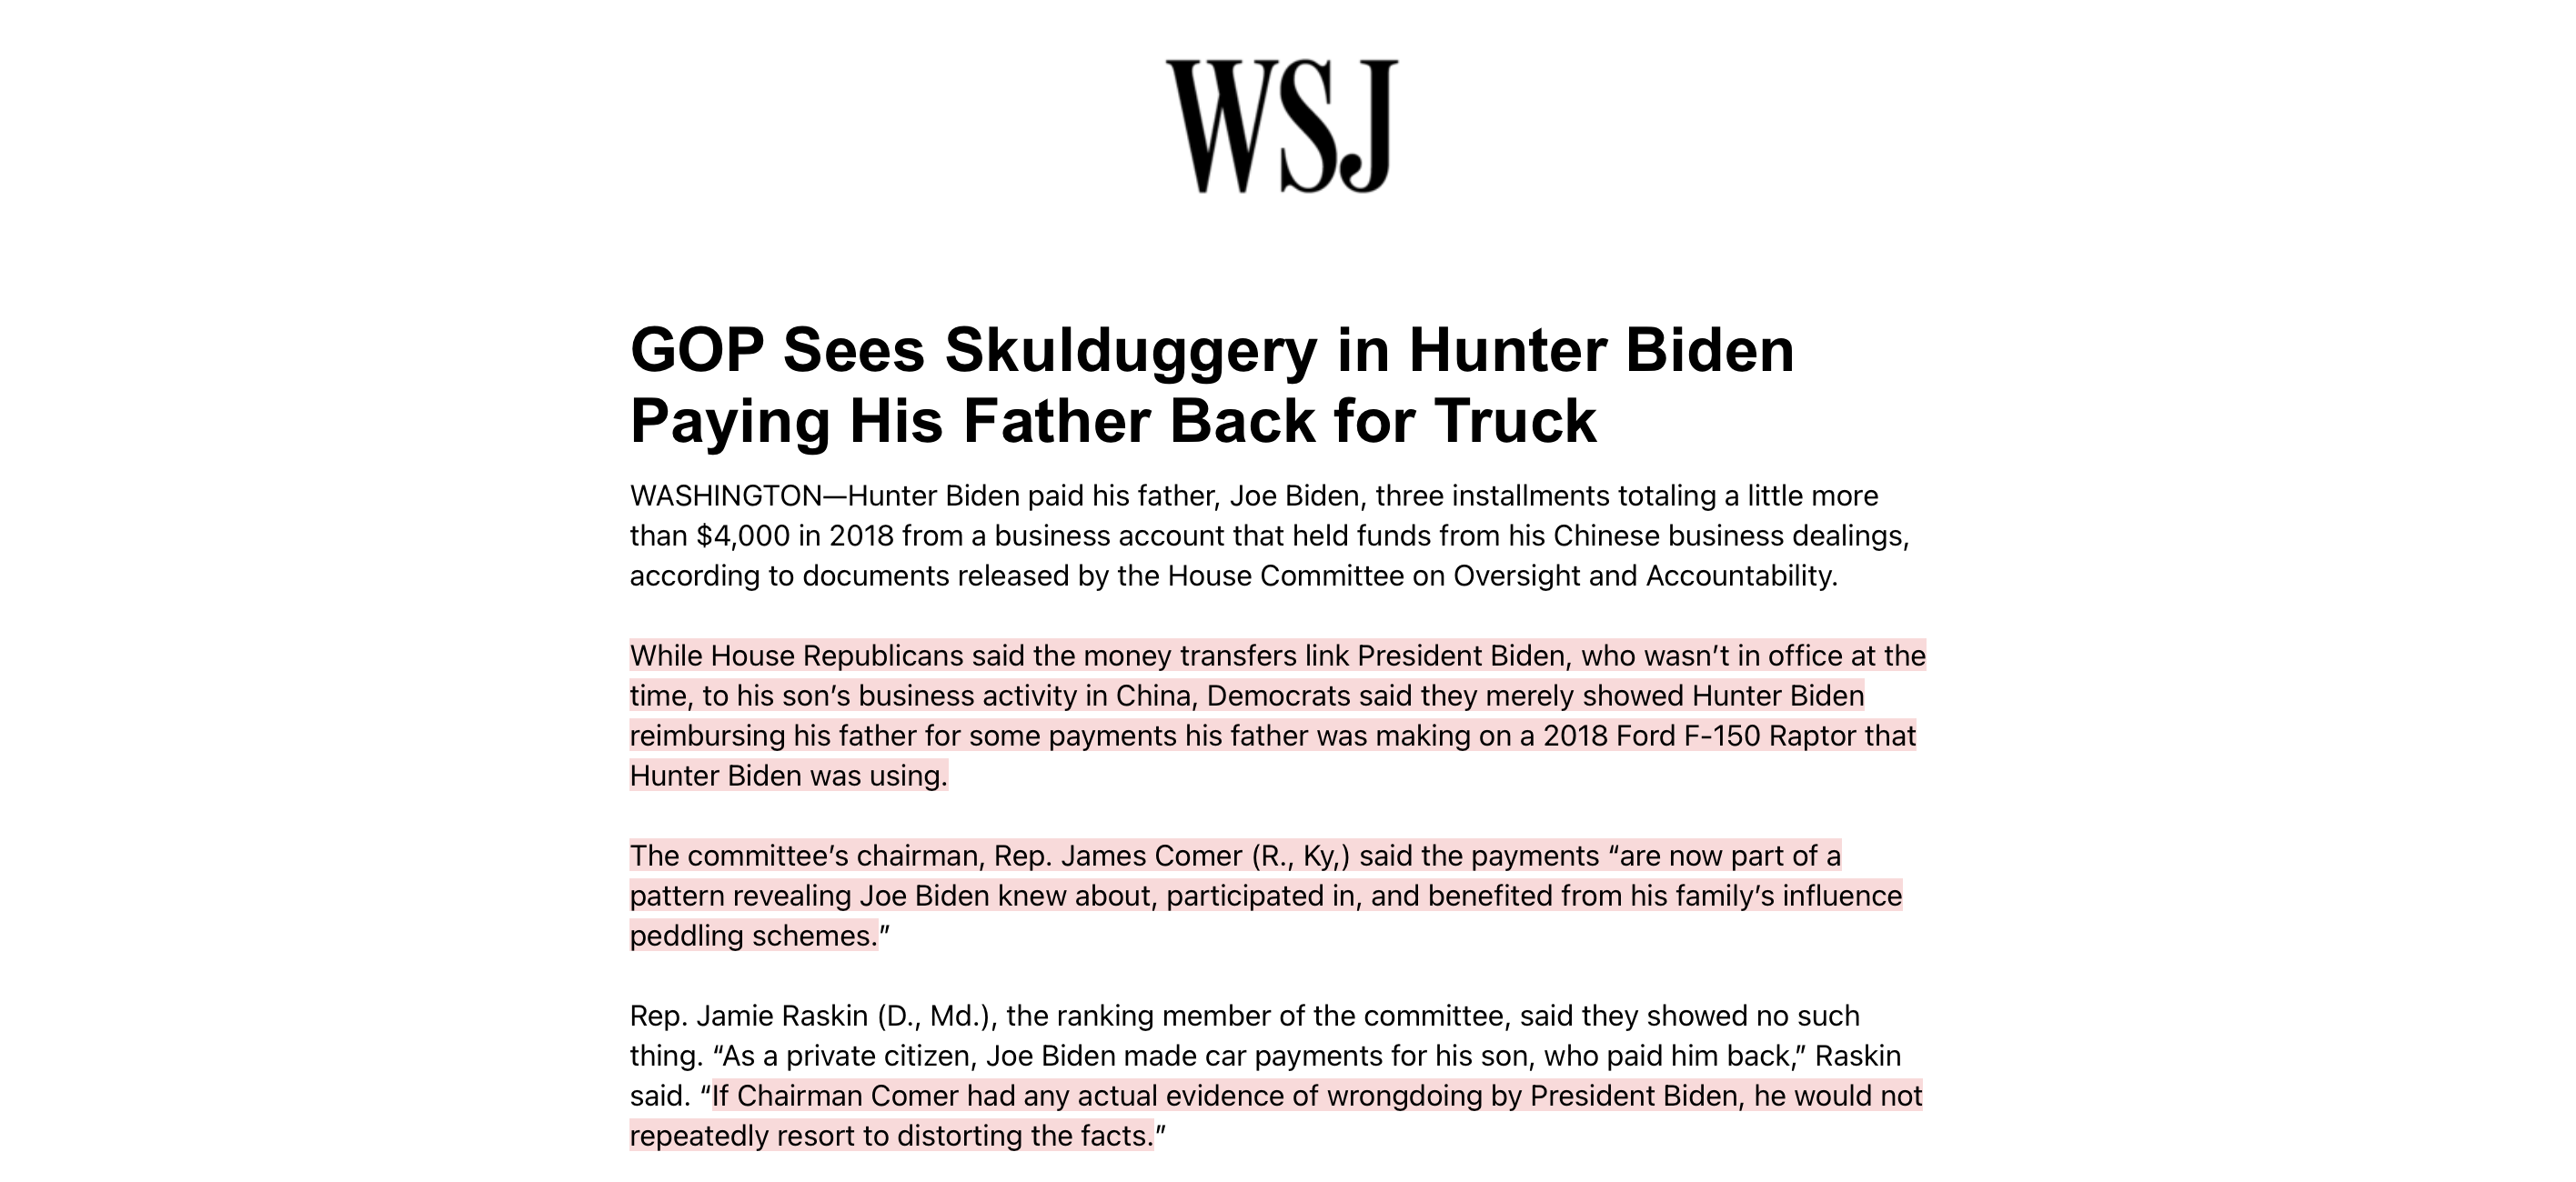 WSJ
GOP Sees Skulduggery in Hunter Biden
Paying His Father Back for Truck
WASHINGTON—Hunter Biden paid his father, Joe Biden, three installments totaling a little more
than $4,000 in 2018 from a business account that held funds from his Chinese business dealings,
according to documents released by the House Committee on Oversight and Accountability.
While House Republicans said the money transfers link President Biden, who wasn’t in office at the
time, to his son’s business activity in China, Democrats said they merely showed Hunter Biden
reimbursing his father for some payments his father was making on a 2018 Ford F-150 Raptor that
Hunter Biden was using.
The committee’s chairman, Rep. James Comer (R., Ky,) said the payments “are now part of a
pattern revealing Joe Biden knew about, participated in, and benefited from his family’s influence
peddling schemes.”
Rep. Jamie Raskin (D., Md.), the ranking member of the committee, said they showed no such
thing. “As a private citizen, Joe Biden made car payments for his son, who paid him back,” Raskin
said. “If Chairman Comer had any actual evidence of wrongdoing by President Biden, he would not
repeatedly resort to distorting the facts.”